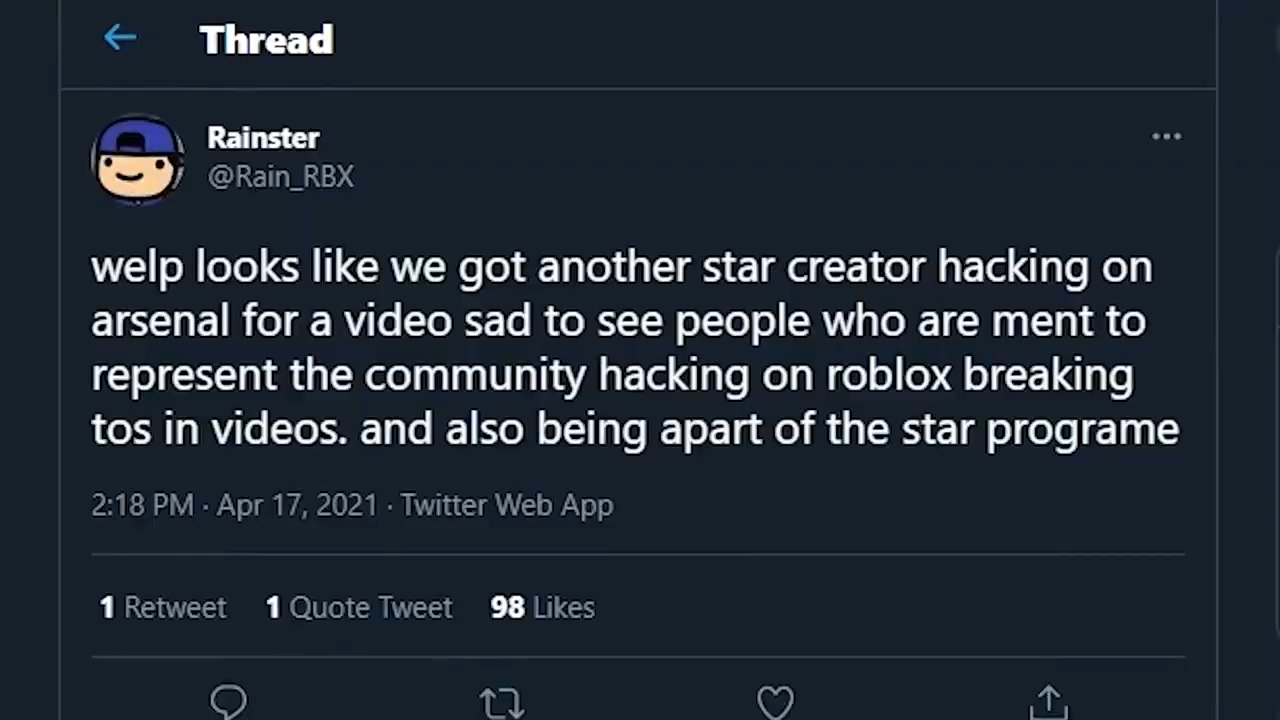 Thread
Rainster
@Rain_RBX
welp looks like we got another star creator hacking on
arsenal for a video sad to see people who are ment to
represent the community hacking on roblox breaking
tos in videos. and also being apart of the star programe
2:18 PM · Apr 17, 2021 · Twitter Web App
1 Retweet 1 Quote Tweet 98 Likes